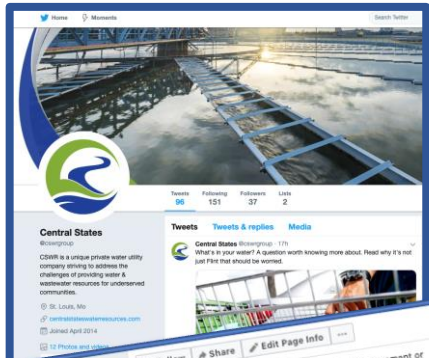 Home Moments Search Twitter
Tweets Following Followers Lists
96 151 37 2
Central States
@cswrgroup
CSWR is a unique private water utility
company striving to address the
challenges of providing water &
wastewater resources for underserved
communities.
St. Louis, Mo
centralstateswaterresources.com
Joined April 2014
12 Photos and videos
Tweets Tweets & replies Media
Central States @cswrgroup · 17h
What's in your water? A question worth knowing more about. Read why it's not
just Flint that should be worried.
Share Edit Page Info